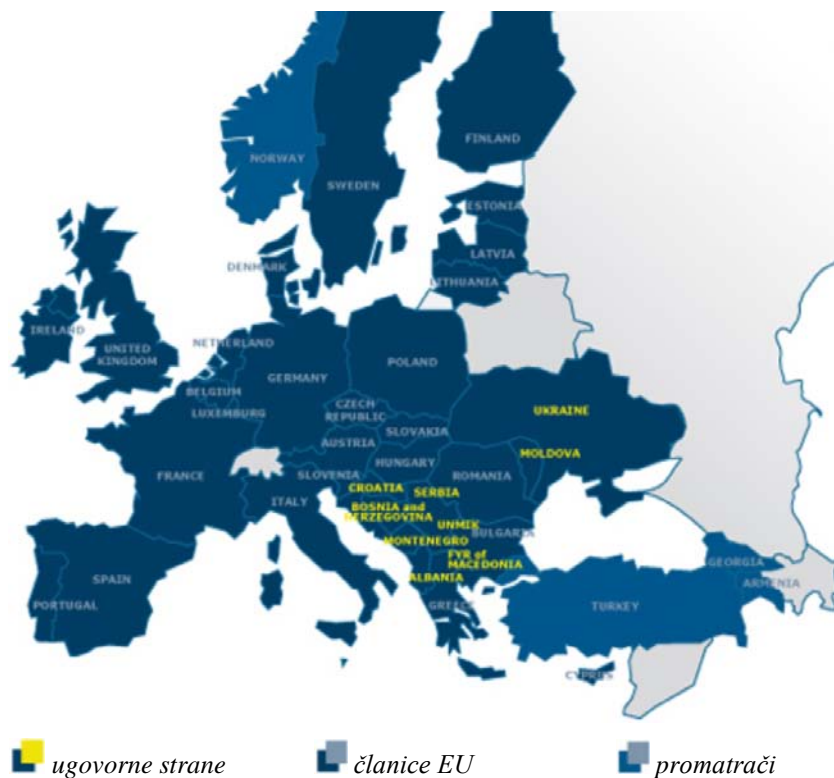 FINLAND
NORWAY
SWEDEN
ESTONIA
LATVIA
DENMARK
LITHUANIA
IRELAND
NETHERLAND
UNITED
KINGDOM
POLAND
GERMANY
BELGIUM
CZECH
REPUBLIC
LUXEMBURG
UKRAINE
SLOVAKIA
AUSTRIA
MOLDOVA
HUNGARY
FRANCE
SLOVENIA
ROMANIA
CROATIA
SERBIA
ITALY
BOSNIA and
HERZEGOVINA
UNMIK
BULGARIA
MONTENEGRO
FYR of
MACEDONIA
GEORGIA
SPAIN
ALBANIA
ARMENIA
PORTUGAL
GREECE
TURKEY
CYPRUS
ugovorne strane
članice EU
promatrači